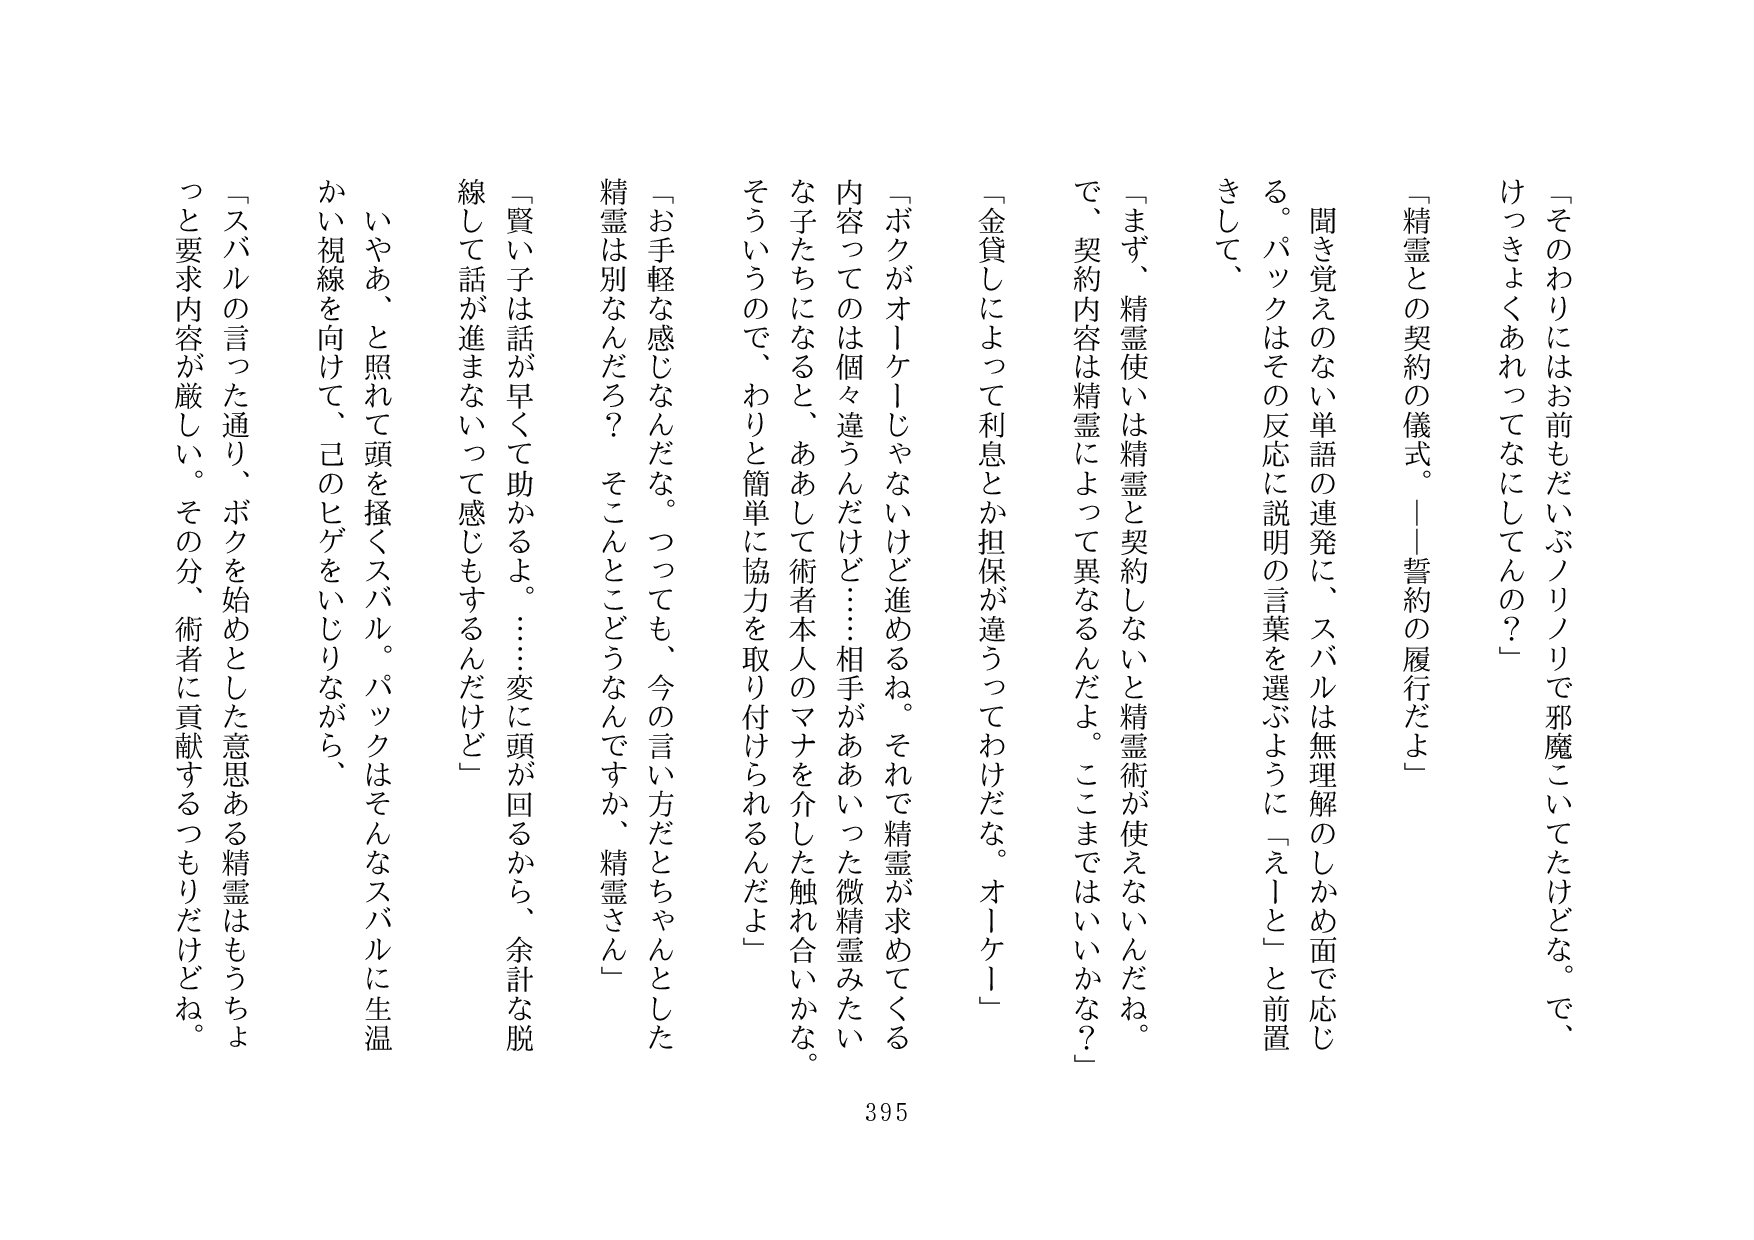 「そのわりにはお前もだいぶノリノリで邪魔こいてたけどな。で、
けっきょくあれってなにしてんの？」
「精霊との契約の儀式。――誓約の履行だよ」
聞き覚えのない単語の連発に、スバルは無理解のしかめ面で応じ
る。パックはその反応に説明の言葉を選ぶように「えーと」と前置
きして、
「まず、精霊使いは精霊と契約しないと精霊術が使えないんだね。
で、契約内容は精霊によって異なるんだよ。ここまではいいかな？」
「金貸しによって利息とか担保が違うってわけだな。オーケー」
「ボクがオーケーじゃないけど進めるね。それで精霊が求めてくる
内容ってのは個々違うんだけど……相手がああいった微精霊みたい
な子たちになると、ああして術者本人のマナを介した触れ合いかな。
そういうので、わりと簡単に協力を取り付けられるんだよ」
「お手軽な感じなんだな。つっても、今の言い方だとちゃんとした
精霊は別なんだろ？　そこんとこどうなんですか、精霊さん」
「賢い子は話が早くて助かるよ。……変に頭が回るから、余計な脱
線して話が進まないって感じもするんだけど」
いやあ、と照れて頭を掻くスバル。パックはそんなスバルに生温
かい視線を向けて、己のヒゲをいじりながら、
「スバルの言った通り、ボクを始めとした意思ある精霊はもうちょ
っと要求内容が厳しい。その分、術者に貢献するつもりだけどね。
395